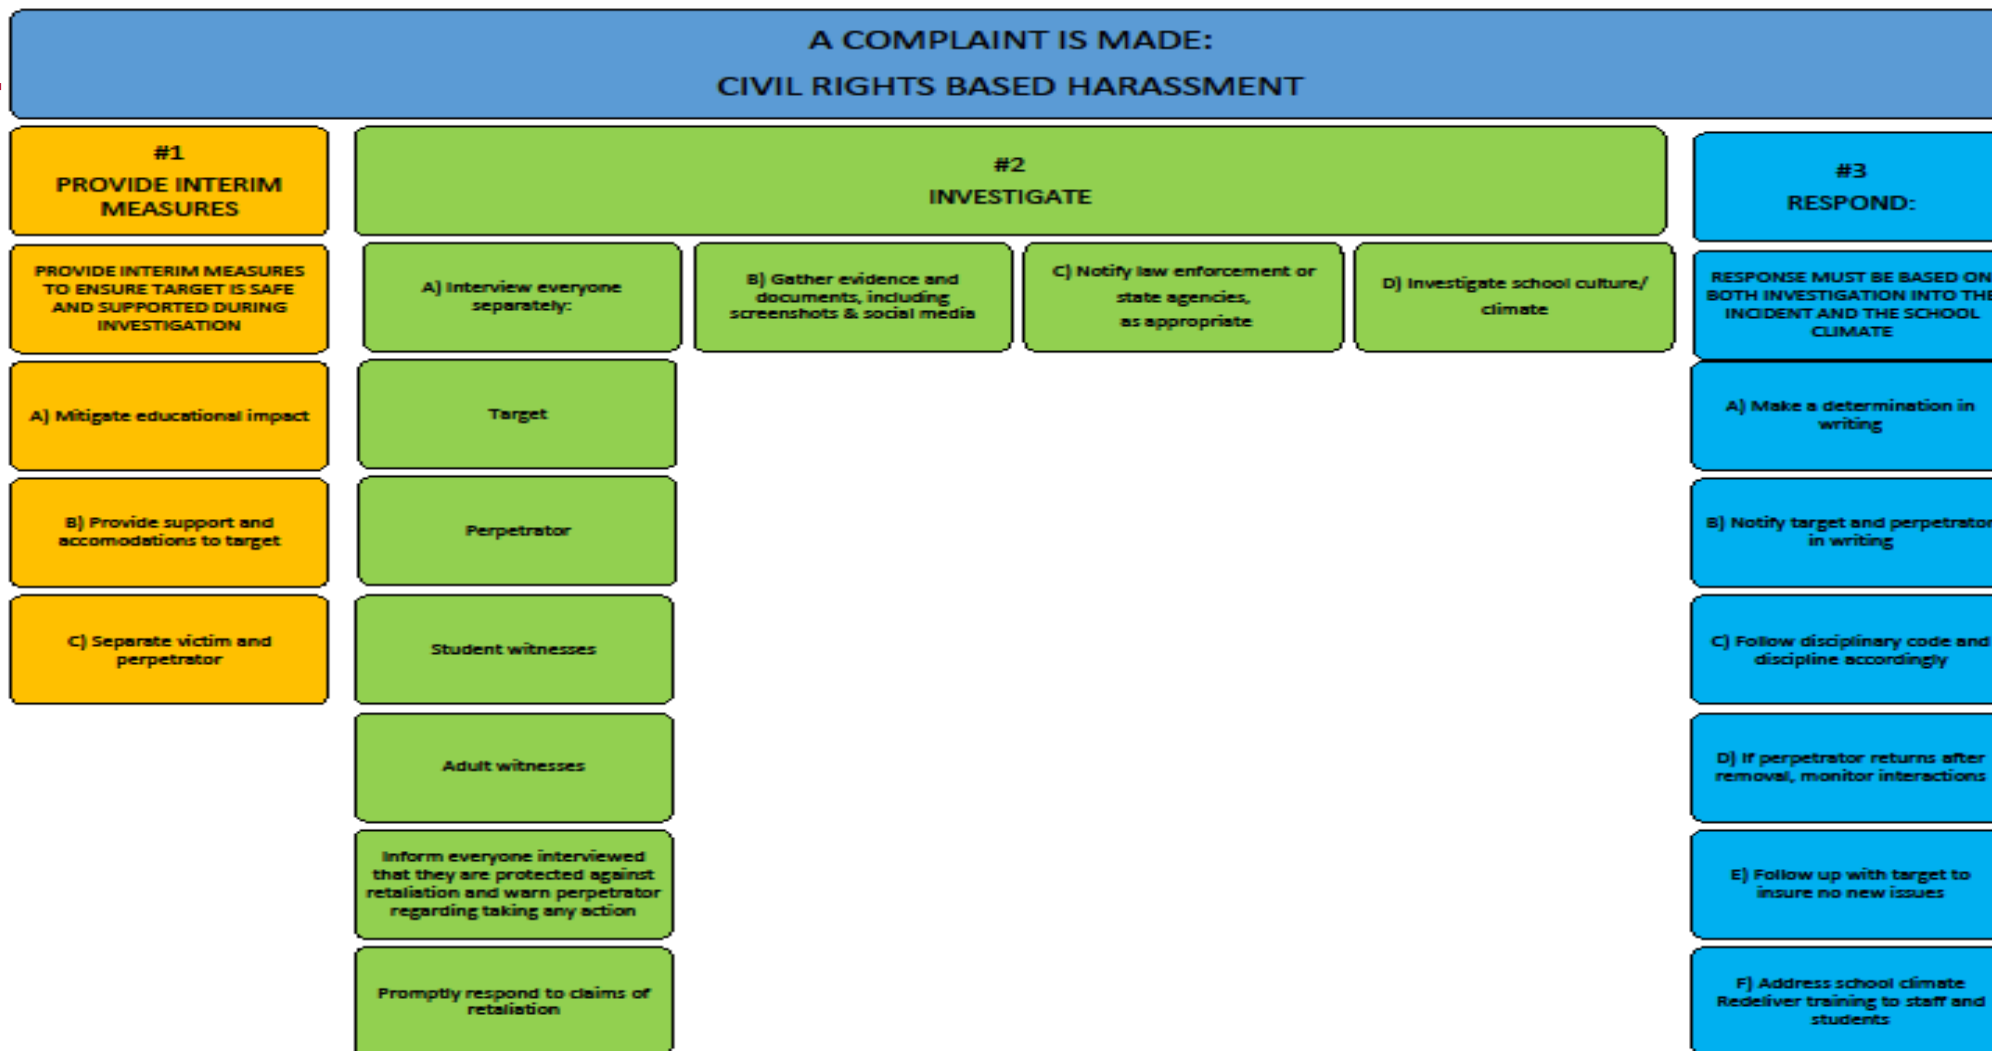 A COMPLAINT IS MADE:
CIVIL RIGHTS BASED HARASSMENT
#1
PROVIDE INTERIM
MEASURES
PROVIDE INTERIM MEASURES
TO ENSURE TARGET IS SAFE
AND SUPPORTED DURING
INVESTIGATION
A) Mitigate educational impact
B) Provide support and
accomodations to target
C) Separate victim and
perpetrator
#2
INVESTIGATE
A) Interview everyone
separately:
Target
Perpetrator
Student witnesses
Adult witnesses
Inform everyone interviewed
that they are protected against
retaliation and warn perpetrator
regarding taking any action
Promptly respond to claims of
retaliation
B) Gather evidence and
documents, including
screenshots & social media
C) Notify law enforcement or
state agencies,
as appropriate
D) Investigate school culture/
climate
#3
RESPOND:
RESPONSE MUST BE BASED ON
BOTH INVESTIGATION INTO THE
INCIDENT AND THE SCHOOL
CLIMATE
A) Make a determination in
writing
B) Notify target and perpetrator
in writing
C) Follow disciplinary code and
discipline accordingly
D) If perpetrator returns after
removal, monitor interactions
E) Follow up with target to
insure no new issues
F) Address school climate
Redeliver training to staff and
students